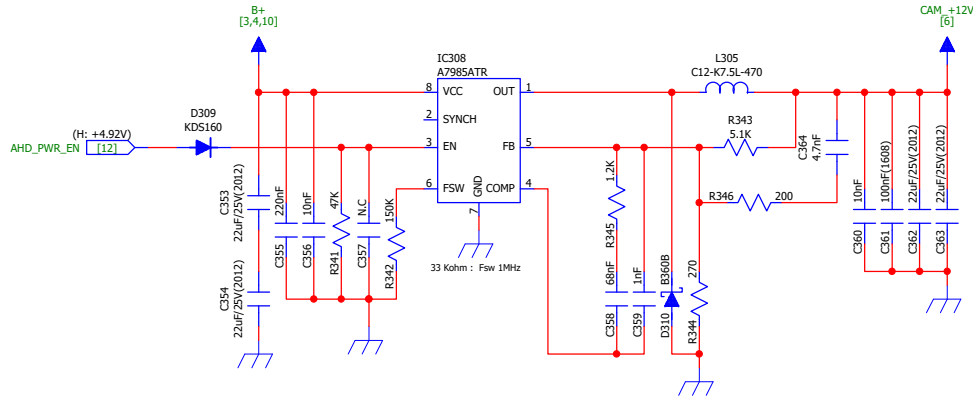 B+
[3,4,10]
CAM_+12V
[6]
IC308
A7985ATR
L305
C12-K7.5L-470
8
VCC
OUT
1
2
SYNCH
D309
KDS160
R343
5.1K
(H: +4.92V)
AHD_PWR_EN
[12]
3
EN
FB
5
C364
4.7nF
6
FSW
GND
COMP
4
7
R346
200
C353
22uF/25V(2012)
C354
22uF/25V(2012)
220nF
C355
10nF
C356
47K
R341
N.C
C357
150K
R342
33 Kohm : Fsw 1MHz
1.2K
R345
68nF
C358
1nF
C359
B360B
D310
270
R344
10nF
C360
100nF(1608)
C361
22uF/25V(2012)
C362
22uF/25V(2012)
C363